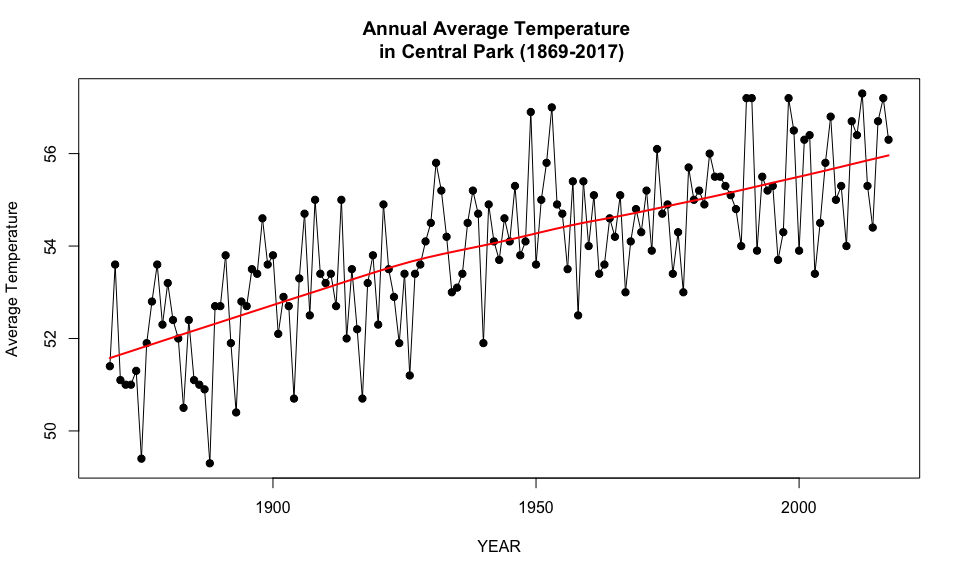 Annual Average Temperature
in Central Park (1869-2017)
Average Temperature
56
54
52
50
1900 1950 2000
YEAR